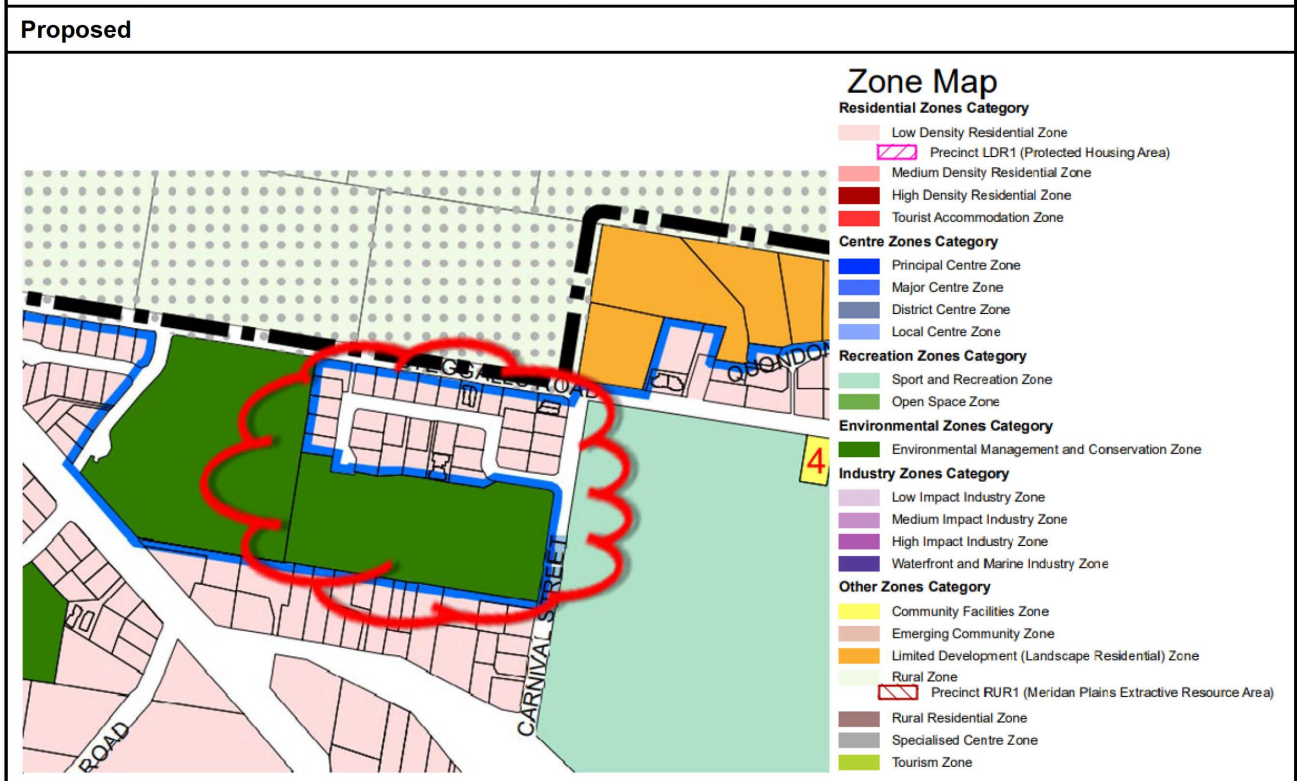 Proposed
Zone Map
Residential Zones Category
Low Density Residential Zone
Precinct LDR1 (Protected Housing Area)
Medium Density Residential Zone
High Density Residential Zone
Tourist Accommodation Zone
Centre Zones Category
Principal Centre Zone
Major Centre Zone
District Centre Zone
Local Centre Zone
Recreation Zones Category
Sport and Recreation Zone
Open Space Zone
Environmental Zones Category
Environmental Management and Conservation Zone
Industry Zones Category
Low Impact Industry Zone
Medium Impact Industry Zone
High Impact Industry Zone
Waterfront and Marine Industry Zone
Other Zones Category
Community Facilities Zone
Emerging Community Zone
Limited Development (Landscape Residential) Zone
Rural Zone
Precinct RUR1 (Meridan Plains Extractive Resource Area)
Rural Residential Zone
Specialised Centre Zone
Tourism Zone
ROAD
4
CARNIVAL STREET
ROAD